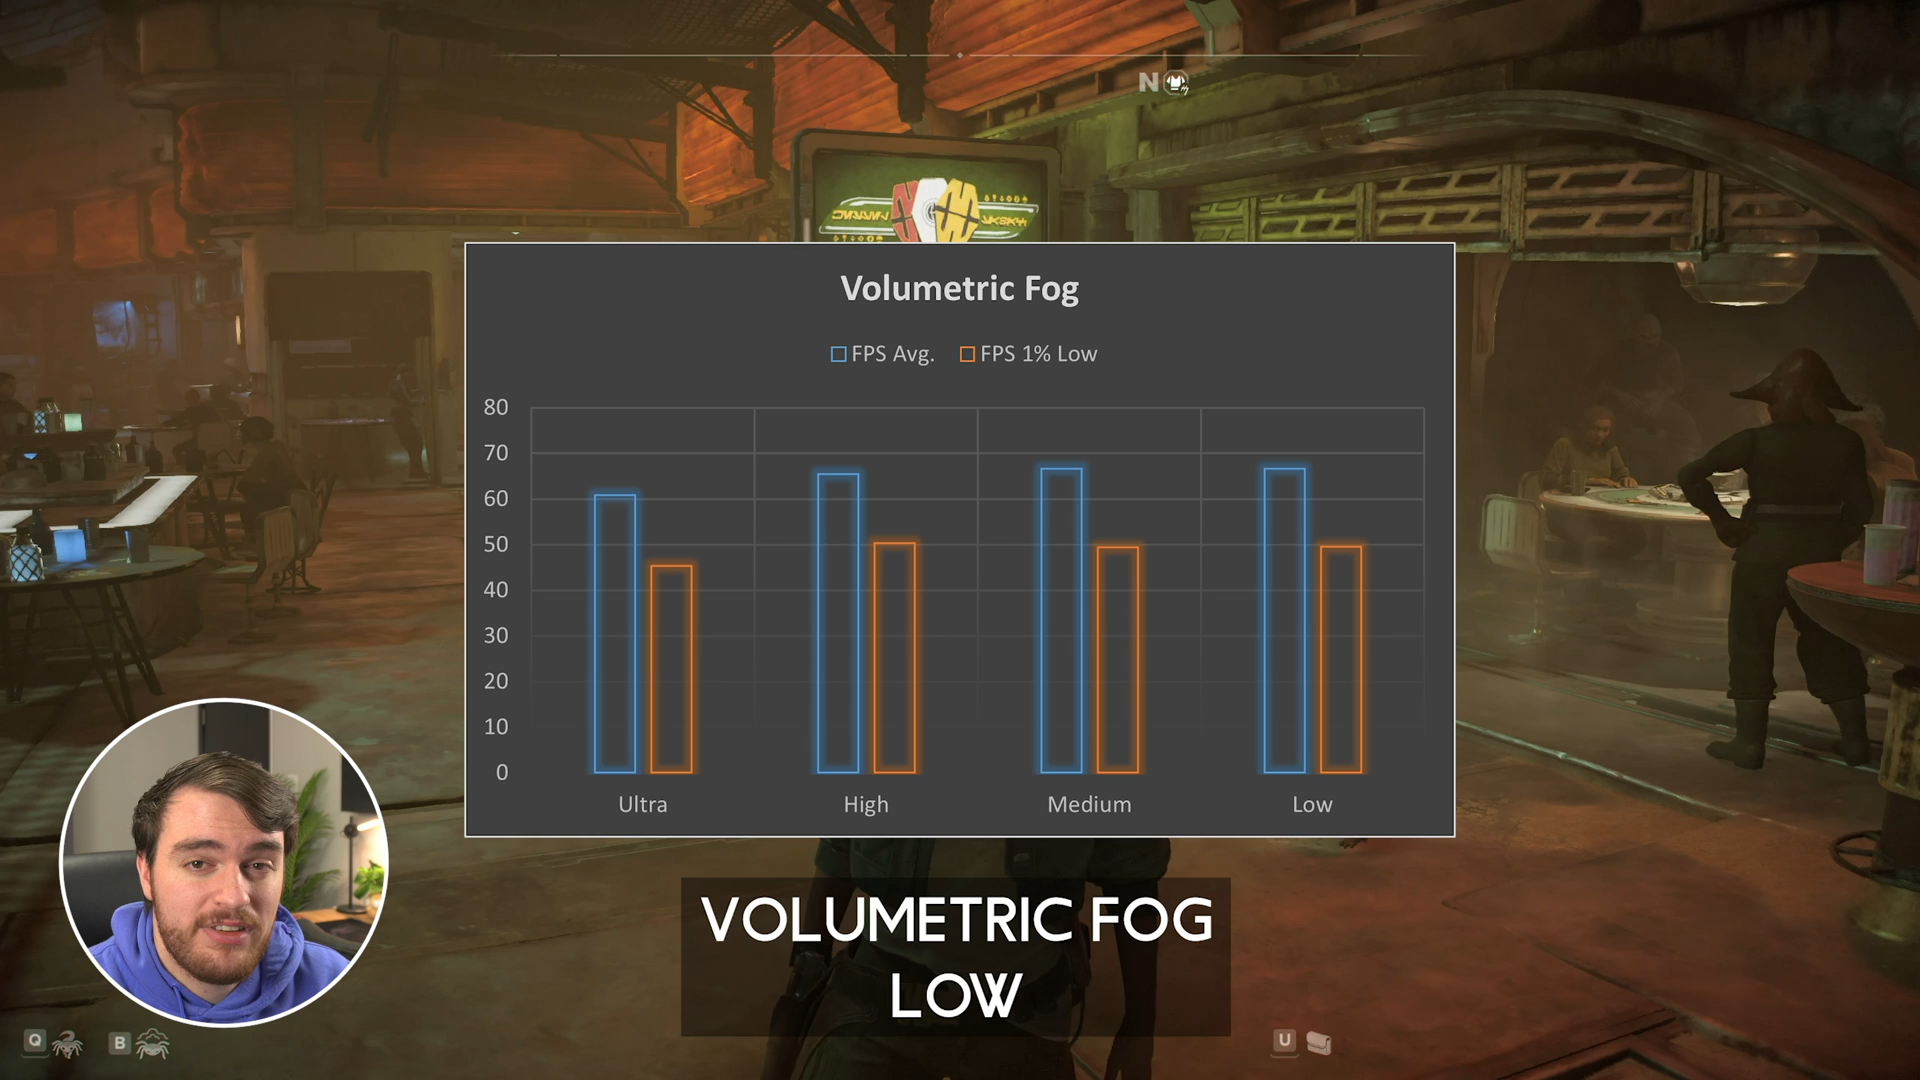 N
Volumetric Fog
FPS Avg. FPS 1% Low
80
70
60
50
40
30
20
10
0
Ultra High Medium Low
VOLUMETRIC FOG
LOW
Q B U